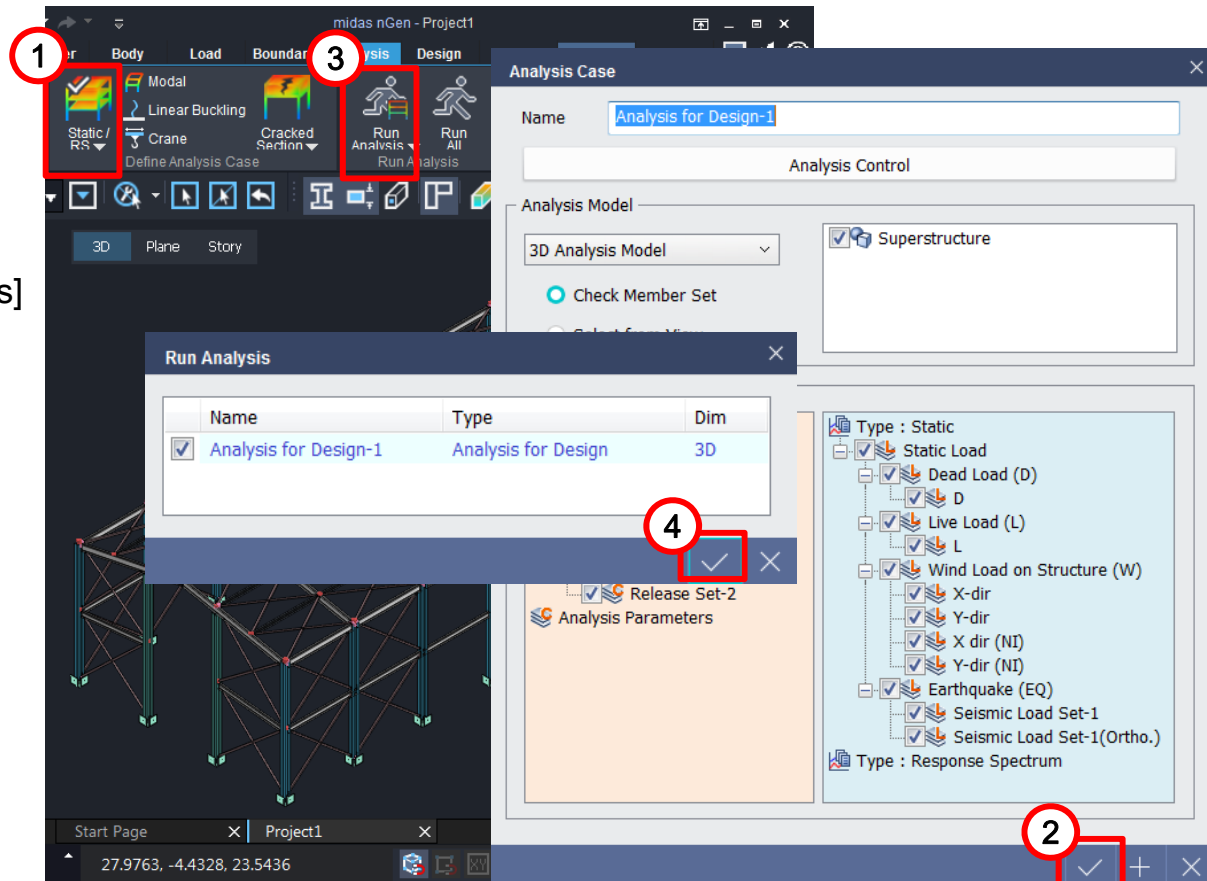 midas nGen - Project1
1
3
Body
Load
Boundar
Design
Static /
RS
Modal
Linear Buckling
Crane
Cracked
Section
Define Analysis Case
Run
Analysis
Run
All
Run Analysis
3D
Plane
Story
s]
Analysis Case
Name
Analysis for Design-1
Analysis Control
Analysis Model
3D Analysis Model
Check Member Set
Superstructure
Run Analysis
Name
Type
Dim
Analysis for Design-1
Analysis for Design
3D
4
Release Set-2
Analysis Parameters
Type : Static
Static Load
Dead Load (D)
D
Live Load (L)
L
Wind Load on Structure (W)
X-dir
Y-dir
X dir (NI)
Y-dir (NI)
Earthquake (EQ)
Seismic Load Set-1
Seismic Load Set-1(Ortho.)
Type : Response Spectrum
2
Start Page
Project1
27.9763, -4.4328, 23.5436